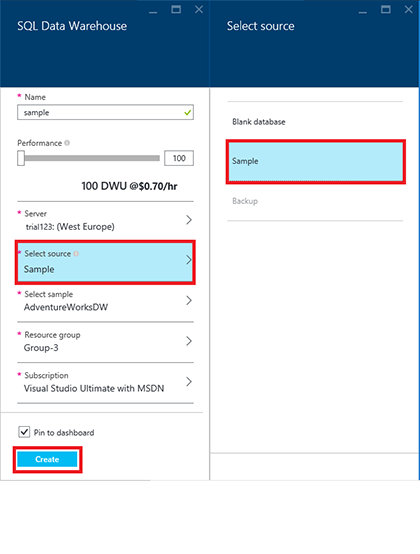 SQL Data Warehouse
* Name
sample
Performance
100
100 DWU @$0.70/hr
* Server
trial123: (West Europe)
* Select source
Sample
* Select sample
AdventureWorksDW
* Resource group
Group-3
* Subscription
Visual Studio Ultimate with MSDN
Pin to dashboard
Create
Select source
Blank database
Sample
Backup